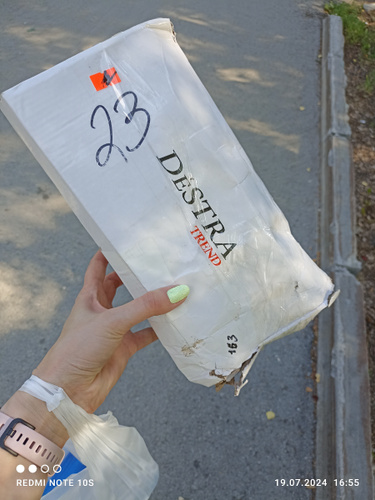 23
DESTRA
TREND
163
REDMI NOTE 10S
19.07.2024 16:55